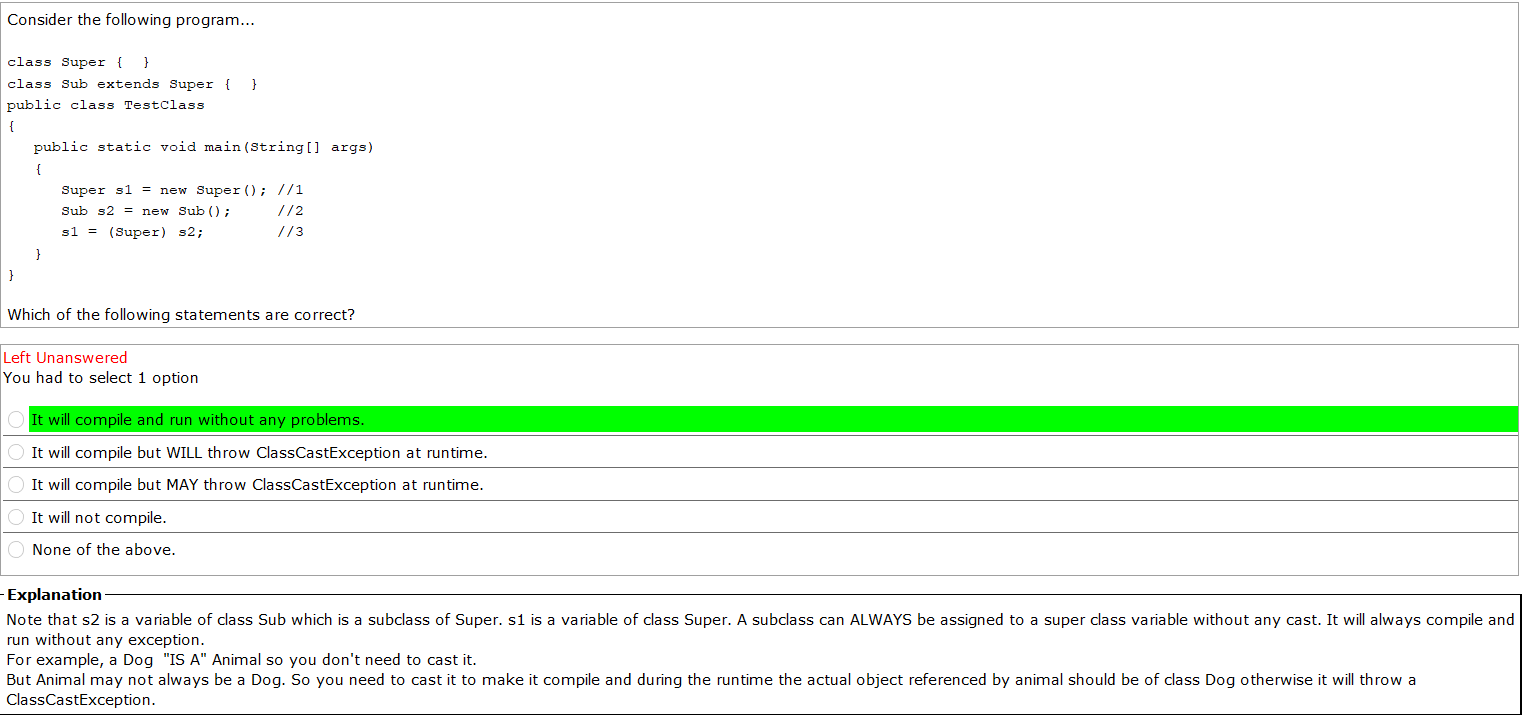 Consider the following program...
class Super {  }
class Sub extends Super {  }
public class TestClass
{
   public static void main(String[] args)
   {
      Super s1 = new Super(); //1
      Sub s2 = new Sub();     //2
      s1 = (Super) s2;        //3
   }
}
Which of the following statements are correct?
Left Unanswered
You had to select 1 option
It will compile and run without any problems.
It will compile but WILL throw ClassCastException at runtime.
It will compile but MAY throw ClassCastException at runtime.
It will not compile.
None of the above.
Explanation
Note that s2 is a variable of class Sub which is a subclass of Super. s1 is a variable of class Super. A subclass can ALWAYS be assigned to a super class variable without any cast. It will always compile and
run without any exception.
For example, a Dog  "IS A" Animal so you don't need to cast it.
But Animal may not always be a Dog. So you need to cast it to make it compile and during the runtime the actual object referenced by animal should be of class Dog otherwise it will throw a
ClassCastException.